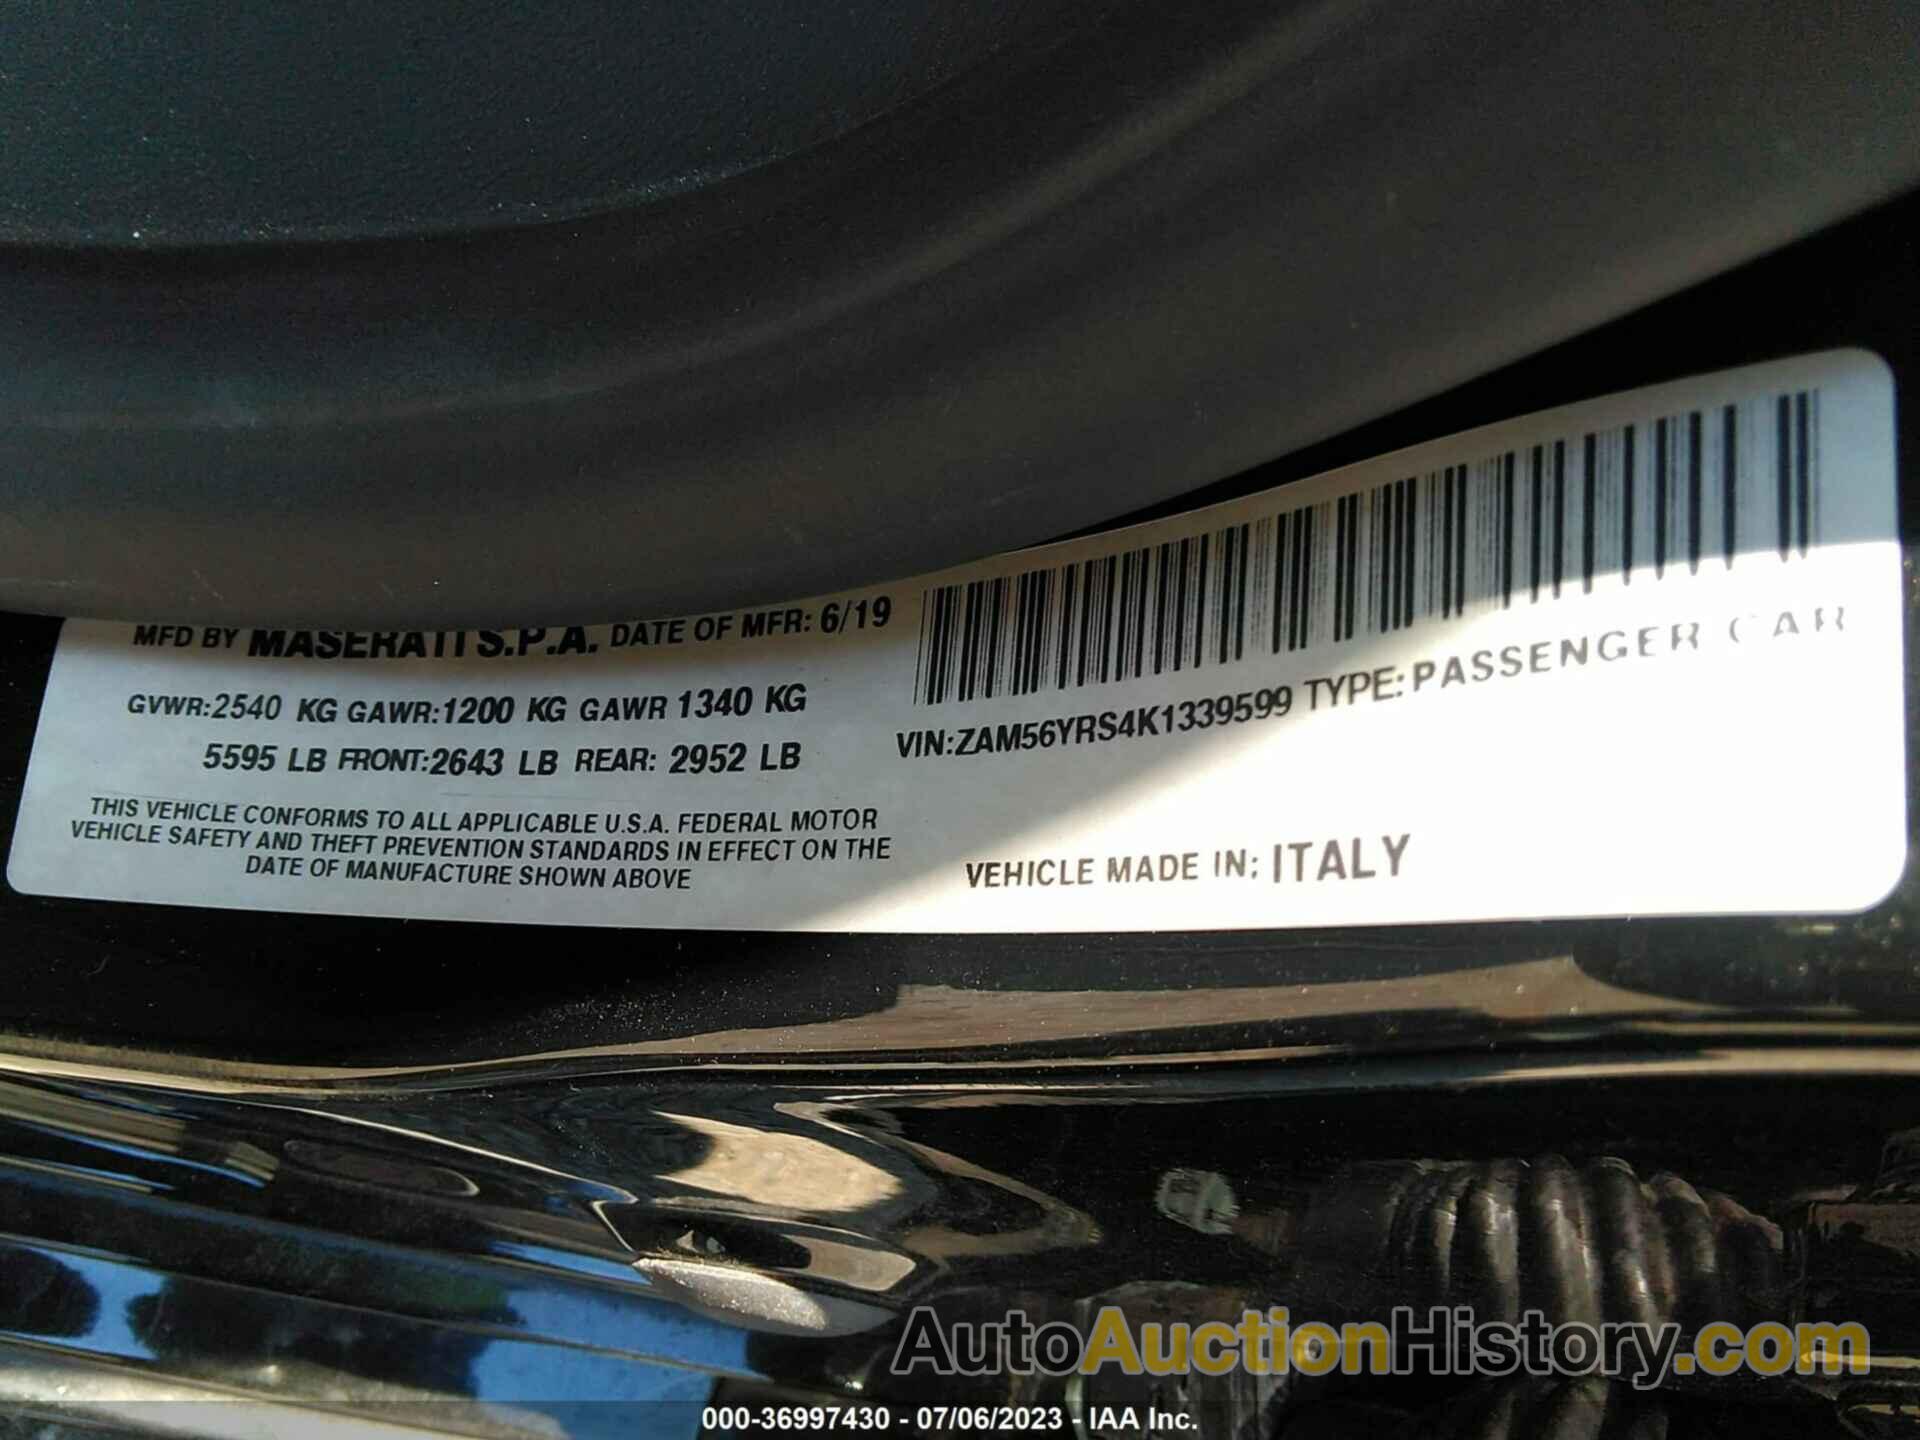 MFD BY MASERATI S.P.A. DATE OF MFR: 6/19
GVWR:2540 KG GAWR:1200 KG GAWR 1340 KG
5595 LB FRONT:2643 LB REAR: 2952 LB
THIS VEHICLE CONFORMS TO ALL APPLICABLE U.S.A. FEDERAL MOTOR
VEHICLE SAFETY AND THEFT PREVENTION STANDARDS IN EFFECT ON THE
DATE OF MANUFACTURE SHOWN ABOVE
VIN:ZAM56YRS4K1339599 TYPE:PASSENGER CAR
VEHICLE MADE IN: ITALY
AutoAuctionHistory.com
000-36997430 - 07/06/2023 - IAA Inc.